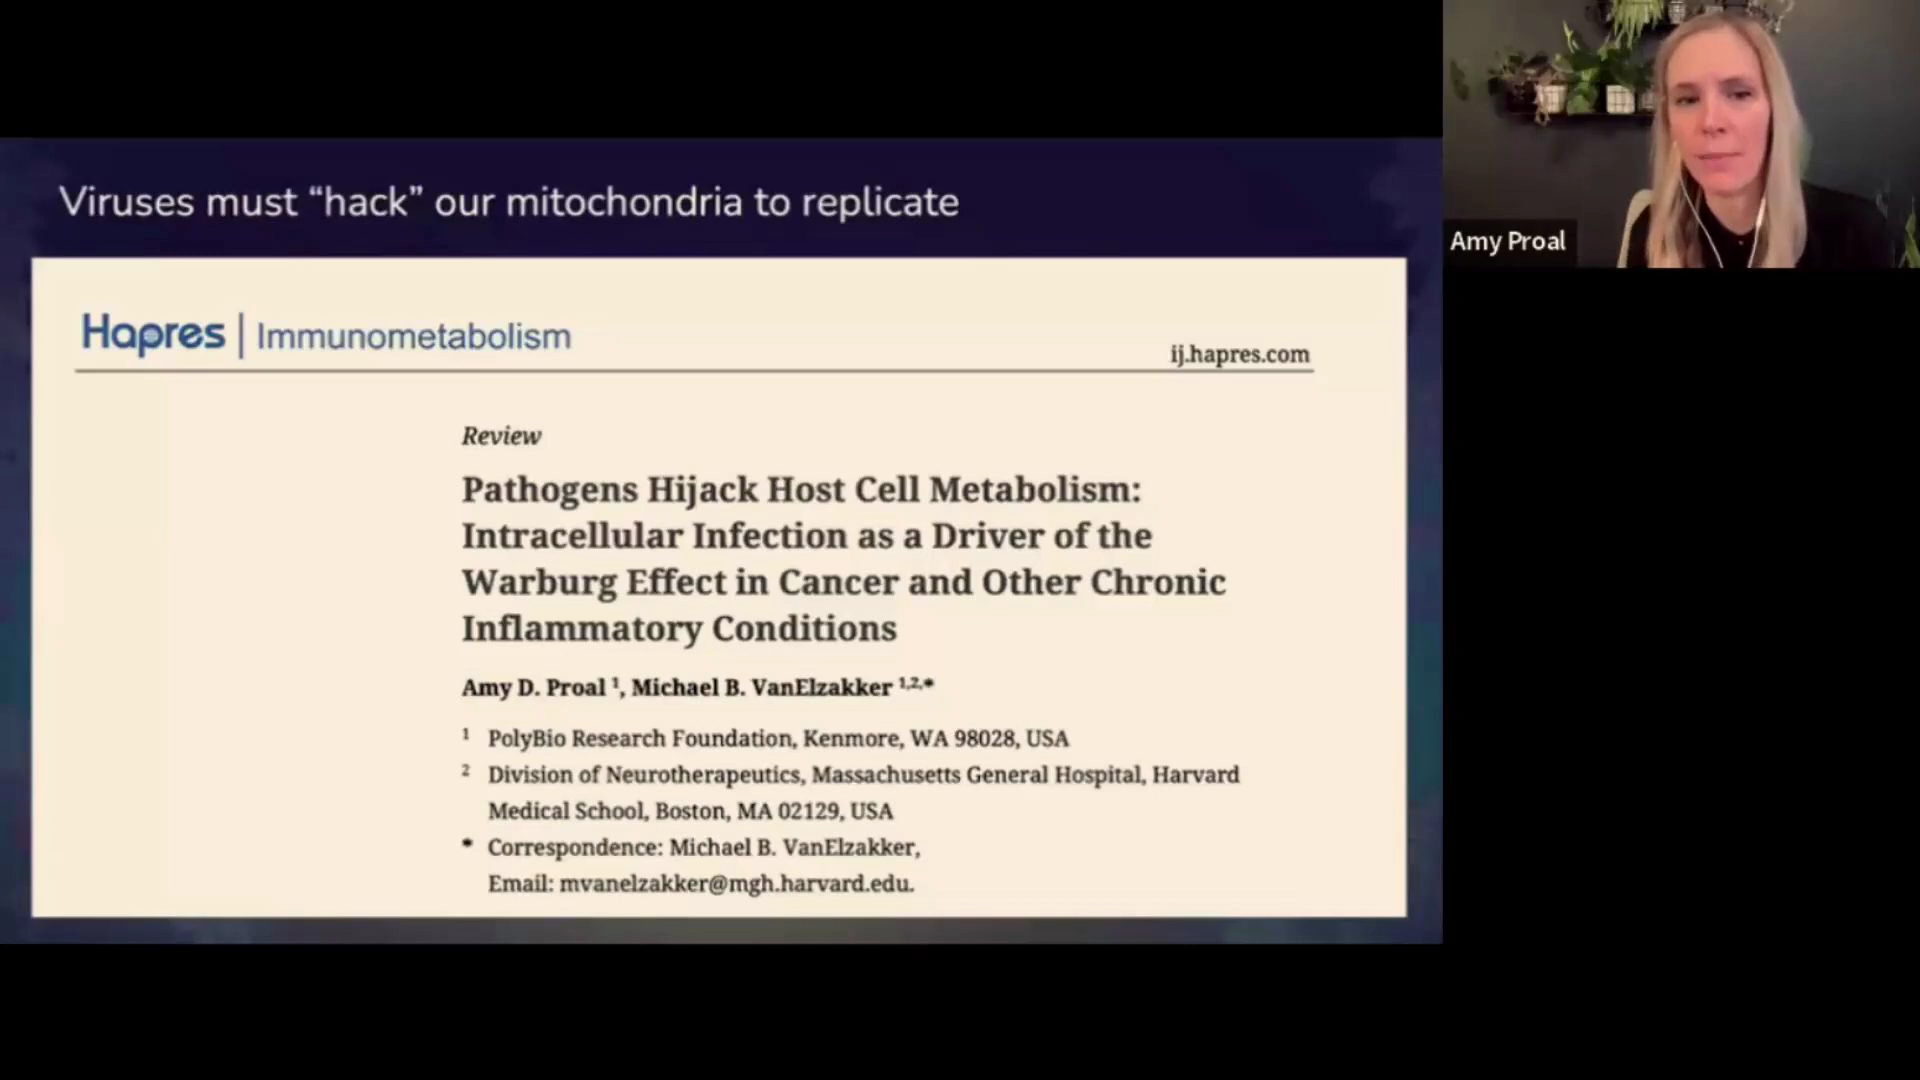 Viruses must “hack” our mitochondria to replicate
Hapres | Immunometabolism
ij.hapres.com
Review
Pathogens Hijack Host Cell Metabolism:
Intracellular Infection as a Driver of the
Warburg Effect in Cancer and Other Chronic
Inflammatory Conditions
Amy D. Proal ¹, Michael B. VanElzakker ¹,²,*
¹ PolyBio Research Foundation, Kenmore, WA 98028, USA
² Division of Neurotherapeutics, Massachusetts General Hospital, Harvard
Medical School, Boston, MA 02129, USA
* Correspondence: Michael B. VanElzakker,
Email: mvanelzakker@mgh.harvard.edu.
Amy Proal